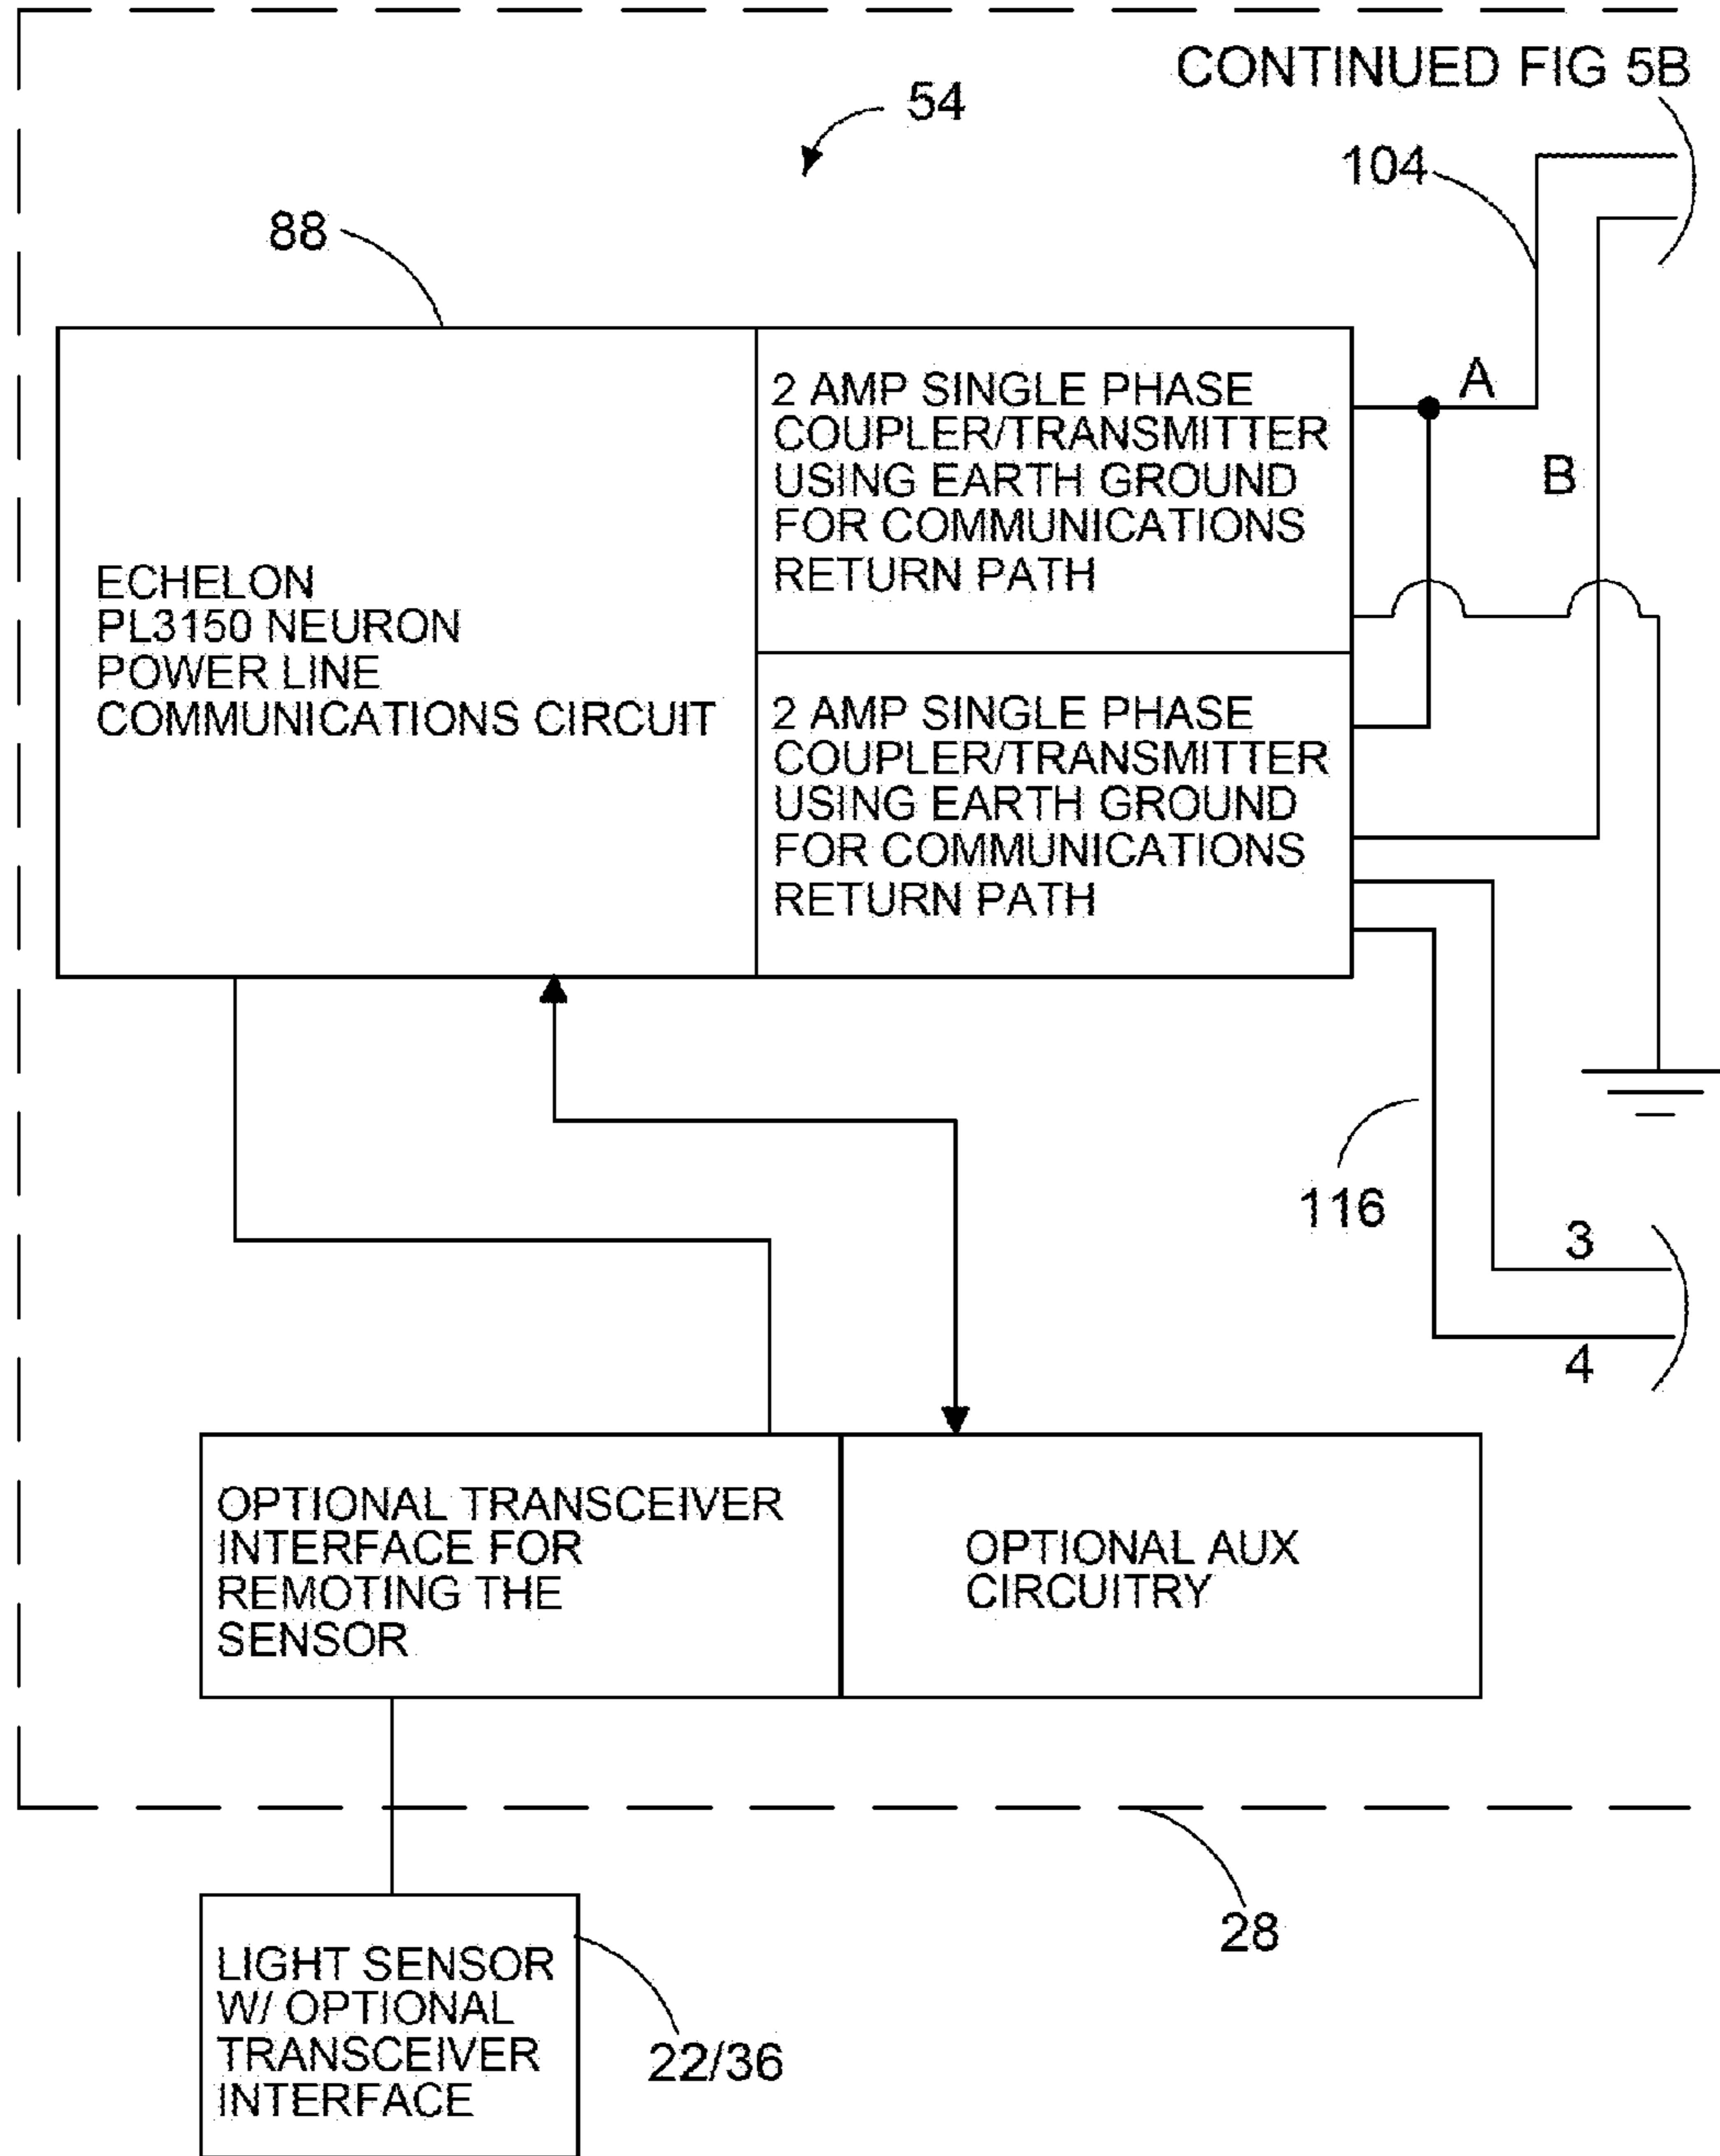 CONTINUED FIG 5B
54
104
88
A
B
2 AMP SINGLE PHASE
COUPLER/TRANSMITTER
USING EARTH GROUND
FOR COMMUNICATIONS
RETURN PATH
ECHELON
PL3150 NEURON
POWER LINE
COMMUNICATIONS CIRCUIT
2 AMP SINGLE PHASE
COUPLER/TRANSMITTER
USING EARTH GROUND
FOR COMMUNICATIONS
RETURN PATH
116
3
4
OPTIONAL TRANSCEIVER
INTERFACE FOR
REMOTING THE
SENSOR
OPTIONAL AUX
CIRCUITRY
28
LIGHT SENSOR
W/ OPTIONAL
TRANSCEIVER
INTERFACE
22/36